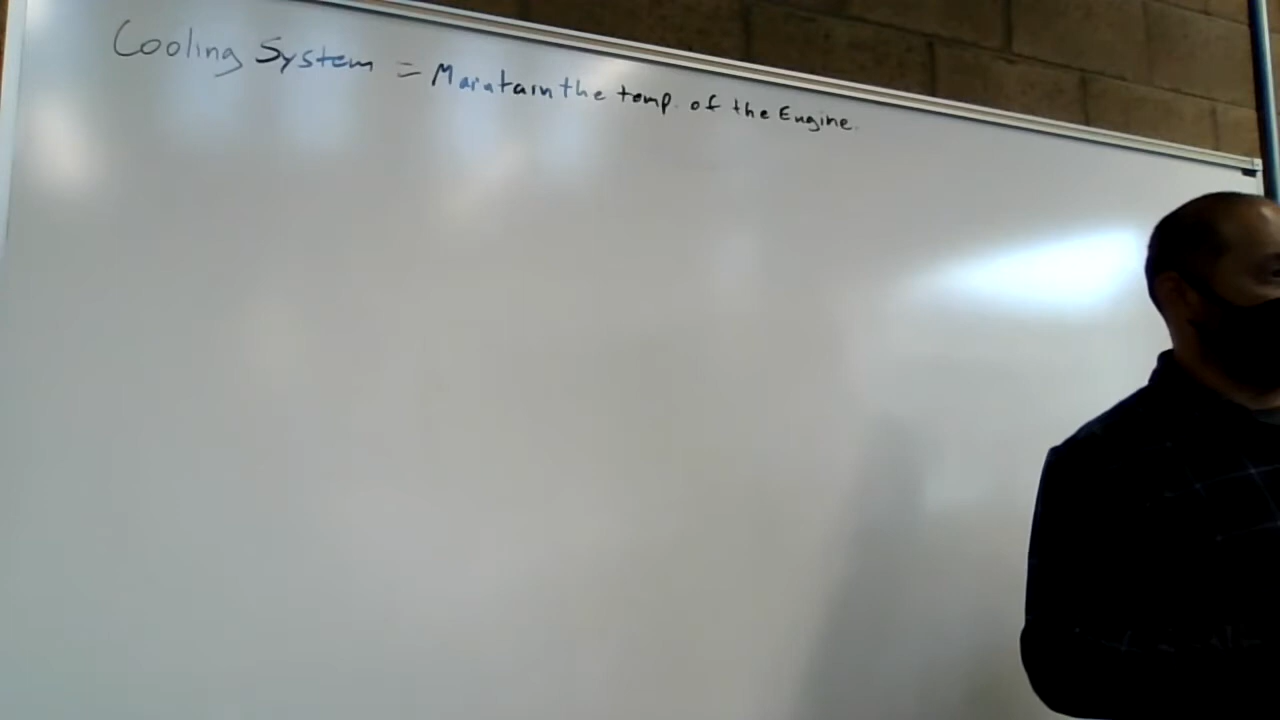 Cooling System = Maintain the temp. of the Engine.